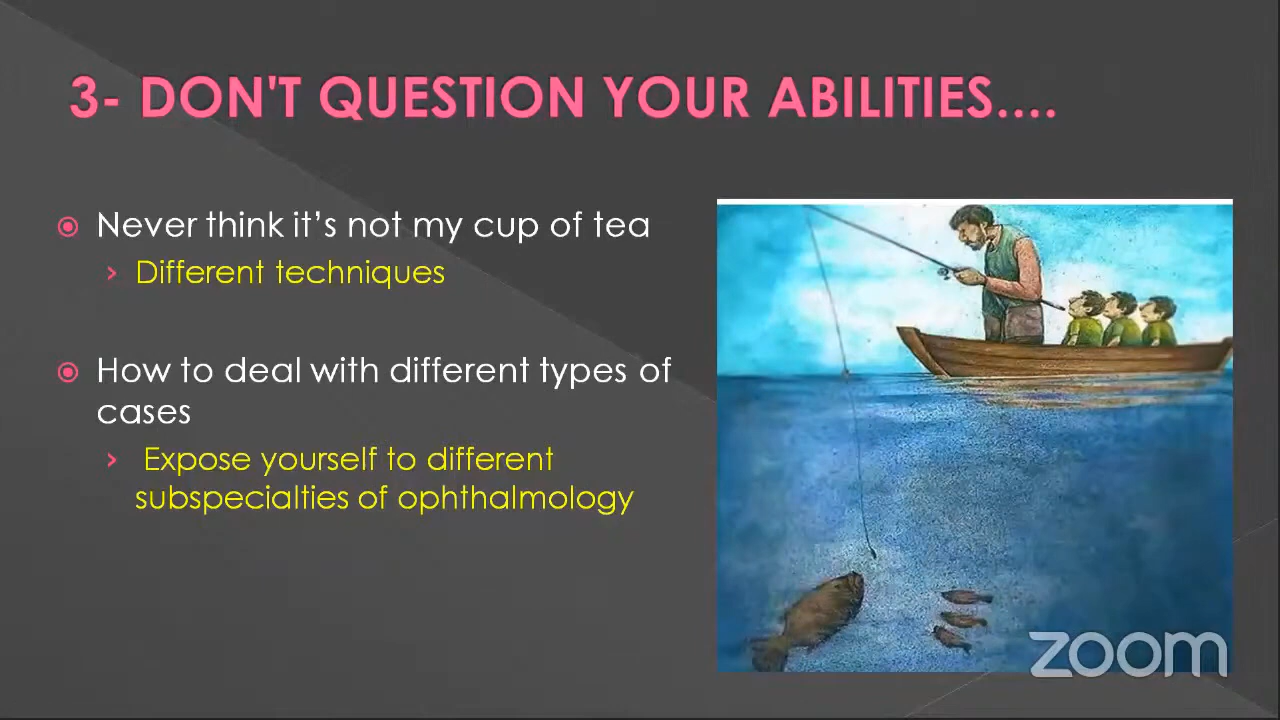 3- DON'T QUESTION YOUR ABILITIES....
Never think it's not my cup of tea
Different techniques
How to deal with different types of
cases
Expose yourself to different
subspecialties of ophthalmology
zoom